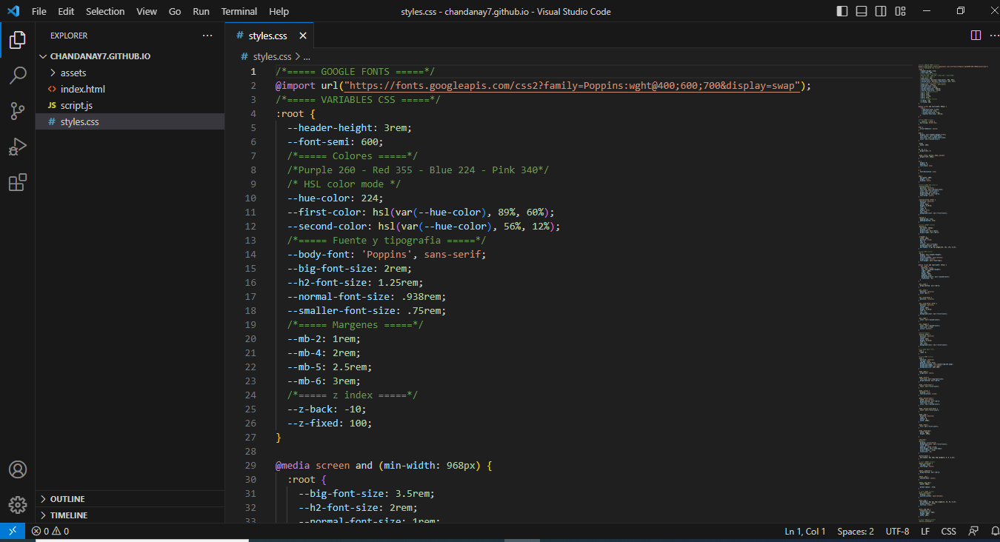 File Edit Selection View Go Run Terminal Help
styles.css - chandanay7.github.io - Visual Studio Code
EXPLORER
CHANDANAY7.GITHUB.IO
assets
index.html
JS script.js
# styles.css
OUTLINE
TIMELINE
# styles.css
# styles.css > ...
1 /*===== GOOGLE FONTS =====*/
2 @import url("https://fonts.googleapis.com/css2?family=Poppins:wght@400;600;700&display=swap");
3 /*===== VARIABLES CSS =====*/
4 :root {
5 --header-height: 3rem;
6 --font-semi: 600;
7 /*===== Colores =====*/
8 /*Purple 260 - Red 355 - Blue 224 - Pink 340*/
9 /* HSL color mode */
10 --hue-color: 224;
11 --first-color: hsl(var(--hue-color), 89%, 60%);
12 --second-color: hsl(var(--hue-color), 56%, 12%);
13 /*===== Fuente y tipografia =====*/
14 --body-font: 'Poppins', sans-serif;
15 --big-font-size: 2rem;
16 --h2-font-size: 1.25rem;
17 --normal-font-size: .938rem;
18 --smaller-font-size: .75rem;
19 /*===== Margenes =====*/
20 --mb-2: 1rem;
21 --mb-4: 2rem;
22 --mb-5: 2.5rem;
23 --mb-6: 3rem;
24 /*===== z index =====*/
25 --z-back: -10;
26 --z-fixed: 100;
27 }
28
29 @media screen and (min-width: 968px) {
30 :root {
31 --big-font-size: 3.5rem;
32 --h2-font-size: 2rem;
33 --normal-font-size: 1rem;
0 0
Ln 1, Col 1 Spaces: 2 UTF-8 LF CSS